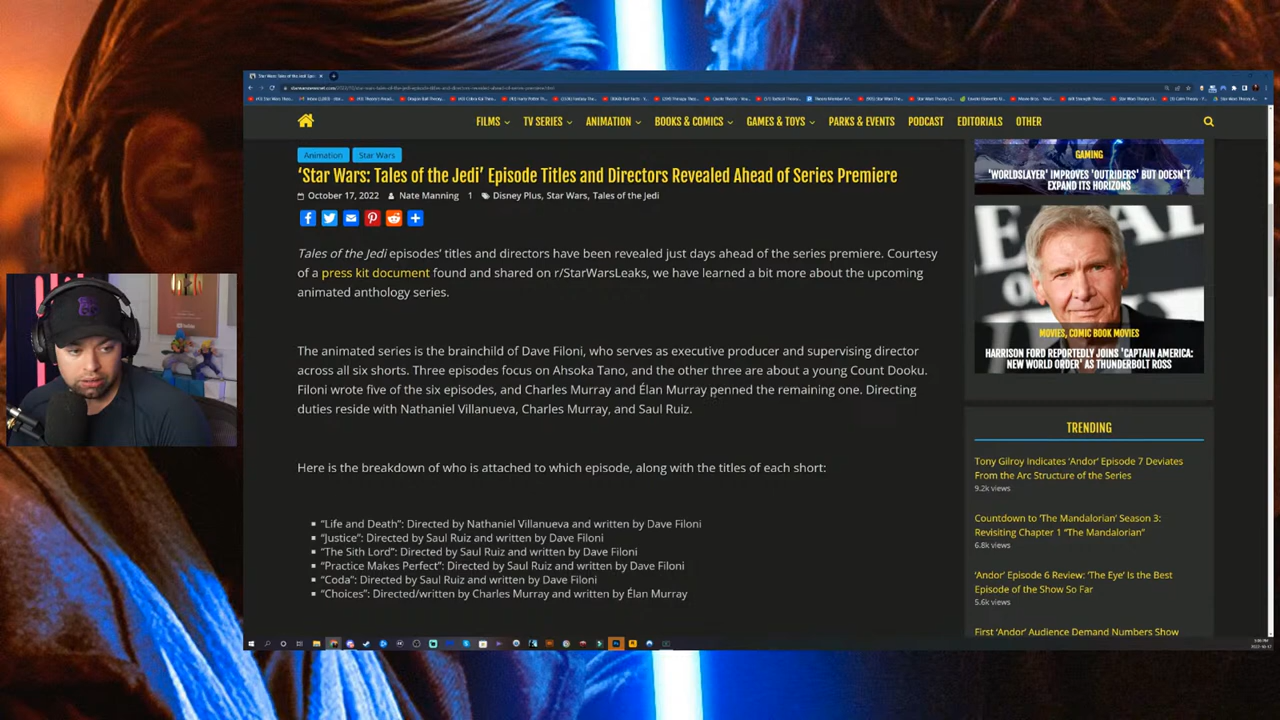 FILMS TV SERIES ANIMATION BOOKS & COMICS GAMES & TOYS PARKS & EVENTS PODCAST EDITORIALS OTHER
Animation Star Wars
‘Star Wars: Tales of the Jedi’ Episode Titles and Directors Revealed Ahead of Series Premiere
October 17, 2022 Nate Manning 1 Disney Plus, Star Wars, Tales of the Jedi
Tales of the Jedi episodes’ titles and directors have been revealed just days ahead of the series premiere. Courtesy
of a press kit document found and shared on r/StarWarsLeaks, we have learned a bit more about the upcoming
animated anthology series.
The animated series is the brainchild of Dave Filoni, who serves as executive producer and supervising director
across all six shorts. Three episodes focus on Ahsoka Tano, and the other three are about a young Count Dooku.
Filoni wrote five of the six episodes, and Charles Murray and Élan Murray penned the remaining one. Directing
duties reside with Nathaniel Villanueva, Charles Murray, and Saul Ruiz.
Here is the breakdown of who is attached to which episode, along with the titles of each short:
“Life and Death”: Directed by Nathaniel Villanueva and written by Dave Filoni
“Justice”: Directed by Saul Ruiz and written by Dave Filoni
“The Sith Lord”: Directed by Saul Ruiz and written by Dave Filoni
“Practice Makes Perfect”: Directed by Saul Ruiz and written by Dave Filoni
“Coda”: Directed by Saul Ruiz and written by Dave Filoni
“Choices”: Directed/written by Charles Murray and written by Élan Murray
GAMING
'WORLDSLAYER' IMPROVES 'OUTRIDERS' BUT DOESN'T
EXPAND ITS HORIZONS
MOVIES, COMIC BOOK MOVIES
HARRISON FORD REPORTEDLY JOINS 'CAPTAIN AMERICA:
NEW WORLD ORDER' AS THUNDERBOLT ROSS
TRENDING
Tony Gilroy Indicates ‘Andor’ Episode 7 Deviates
From the Arc Structure of the Series
9.2k views
Countdown to ‘The Mandalorian’ Season 3:
Revisiting Chapter 1 “The Mandalorian”
6.8k views
‘Andor’ Episode 6 Review: ‘The Eye’ Is the Best
Episode of the Show So Far
5.6k views
First ‘Andor’ Audience Demand Numbers Show